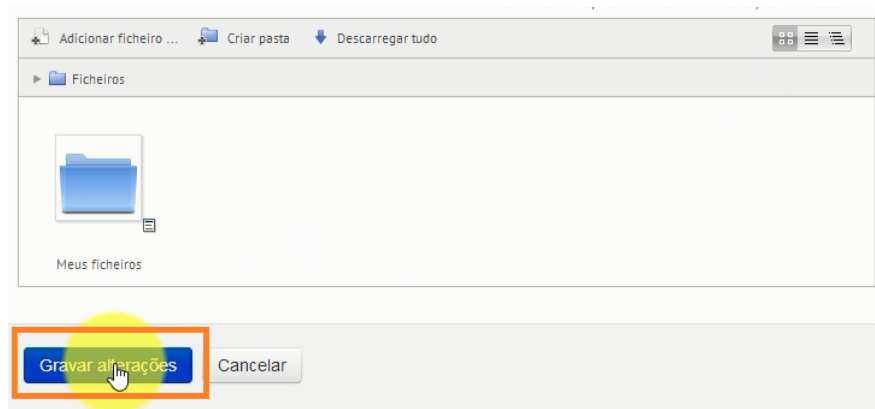 Adicionar ficheiro ... Criar pasta Descarregar tudo
Ficheiros
Meus ficheiros
Gravar alterações Cancelar